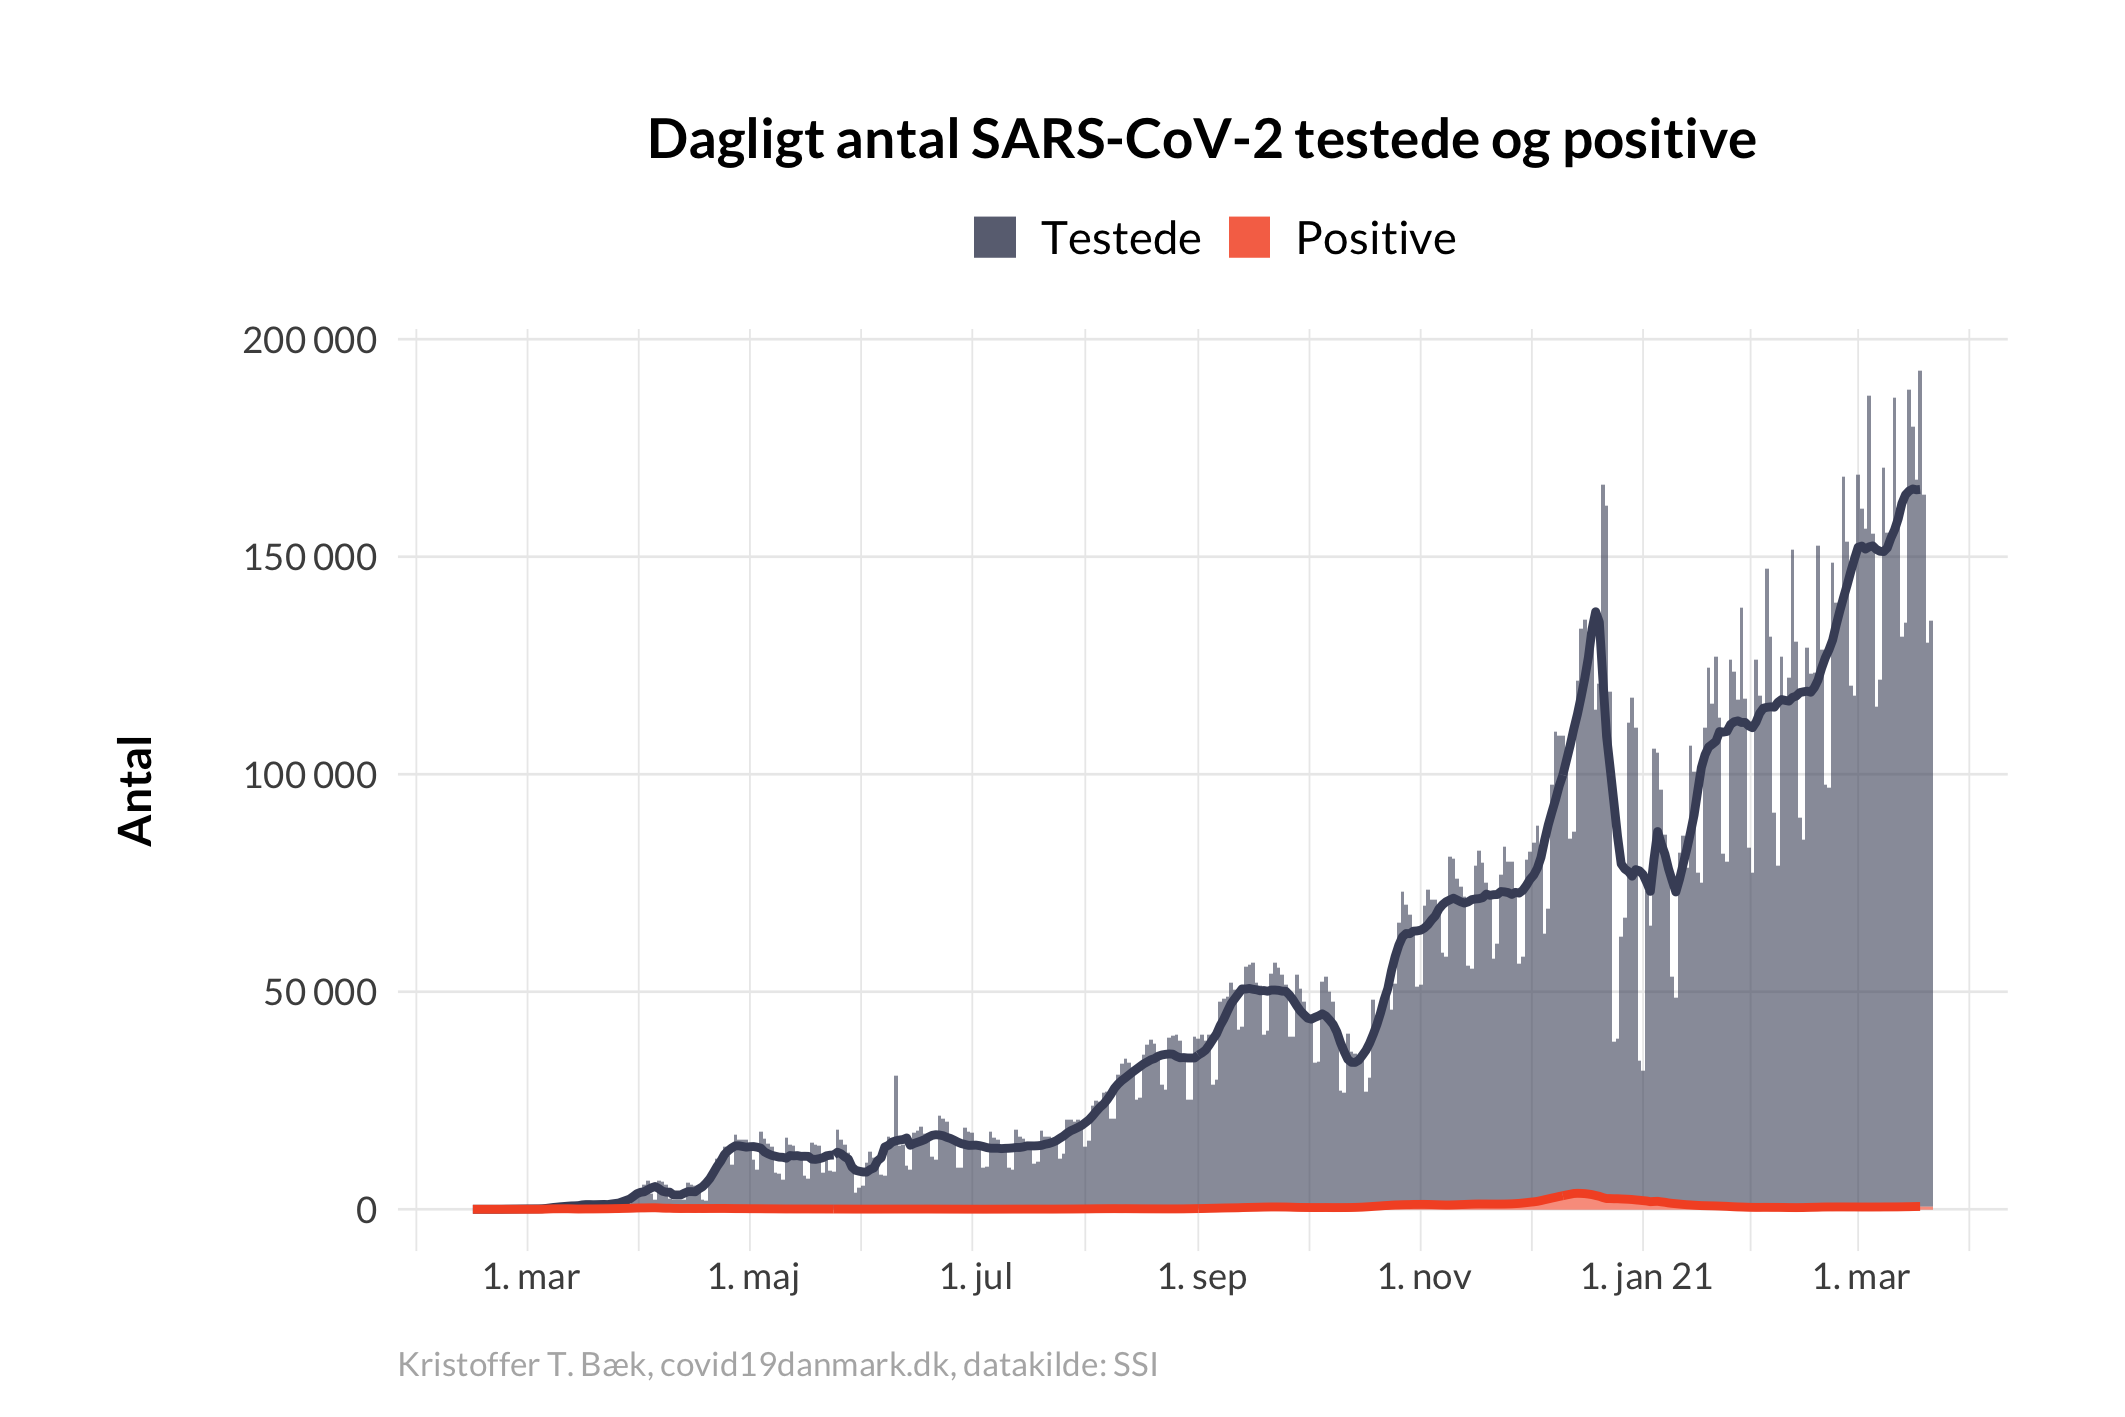 Dagligt antal SARS-CoV-2 testede og positive
Testede Positive
Antal
200 000
150 000
100 000
50 000
0
1. mar 1. maj 1. jul 1. sep 1. nov 1. jan 21 1. mar
Kristoffer T. Bæk, covid19danmark.dk, datakilde: SSI